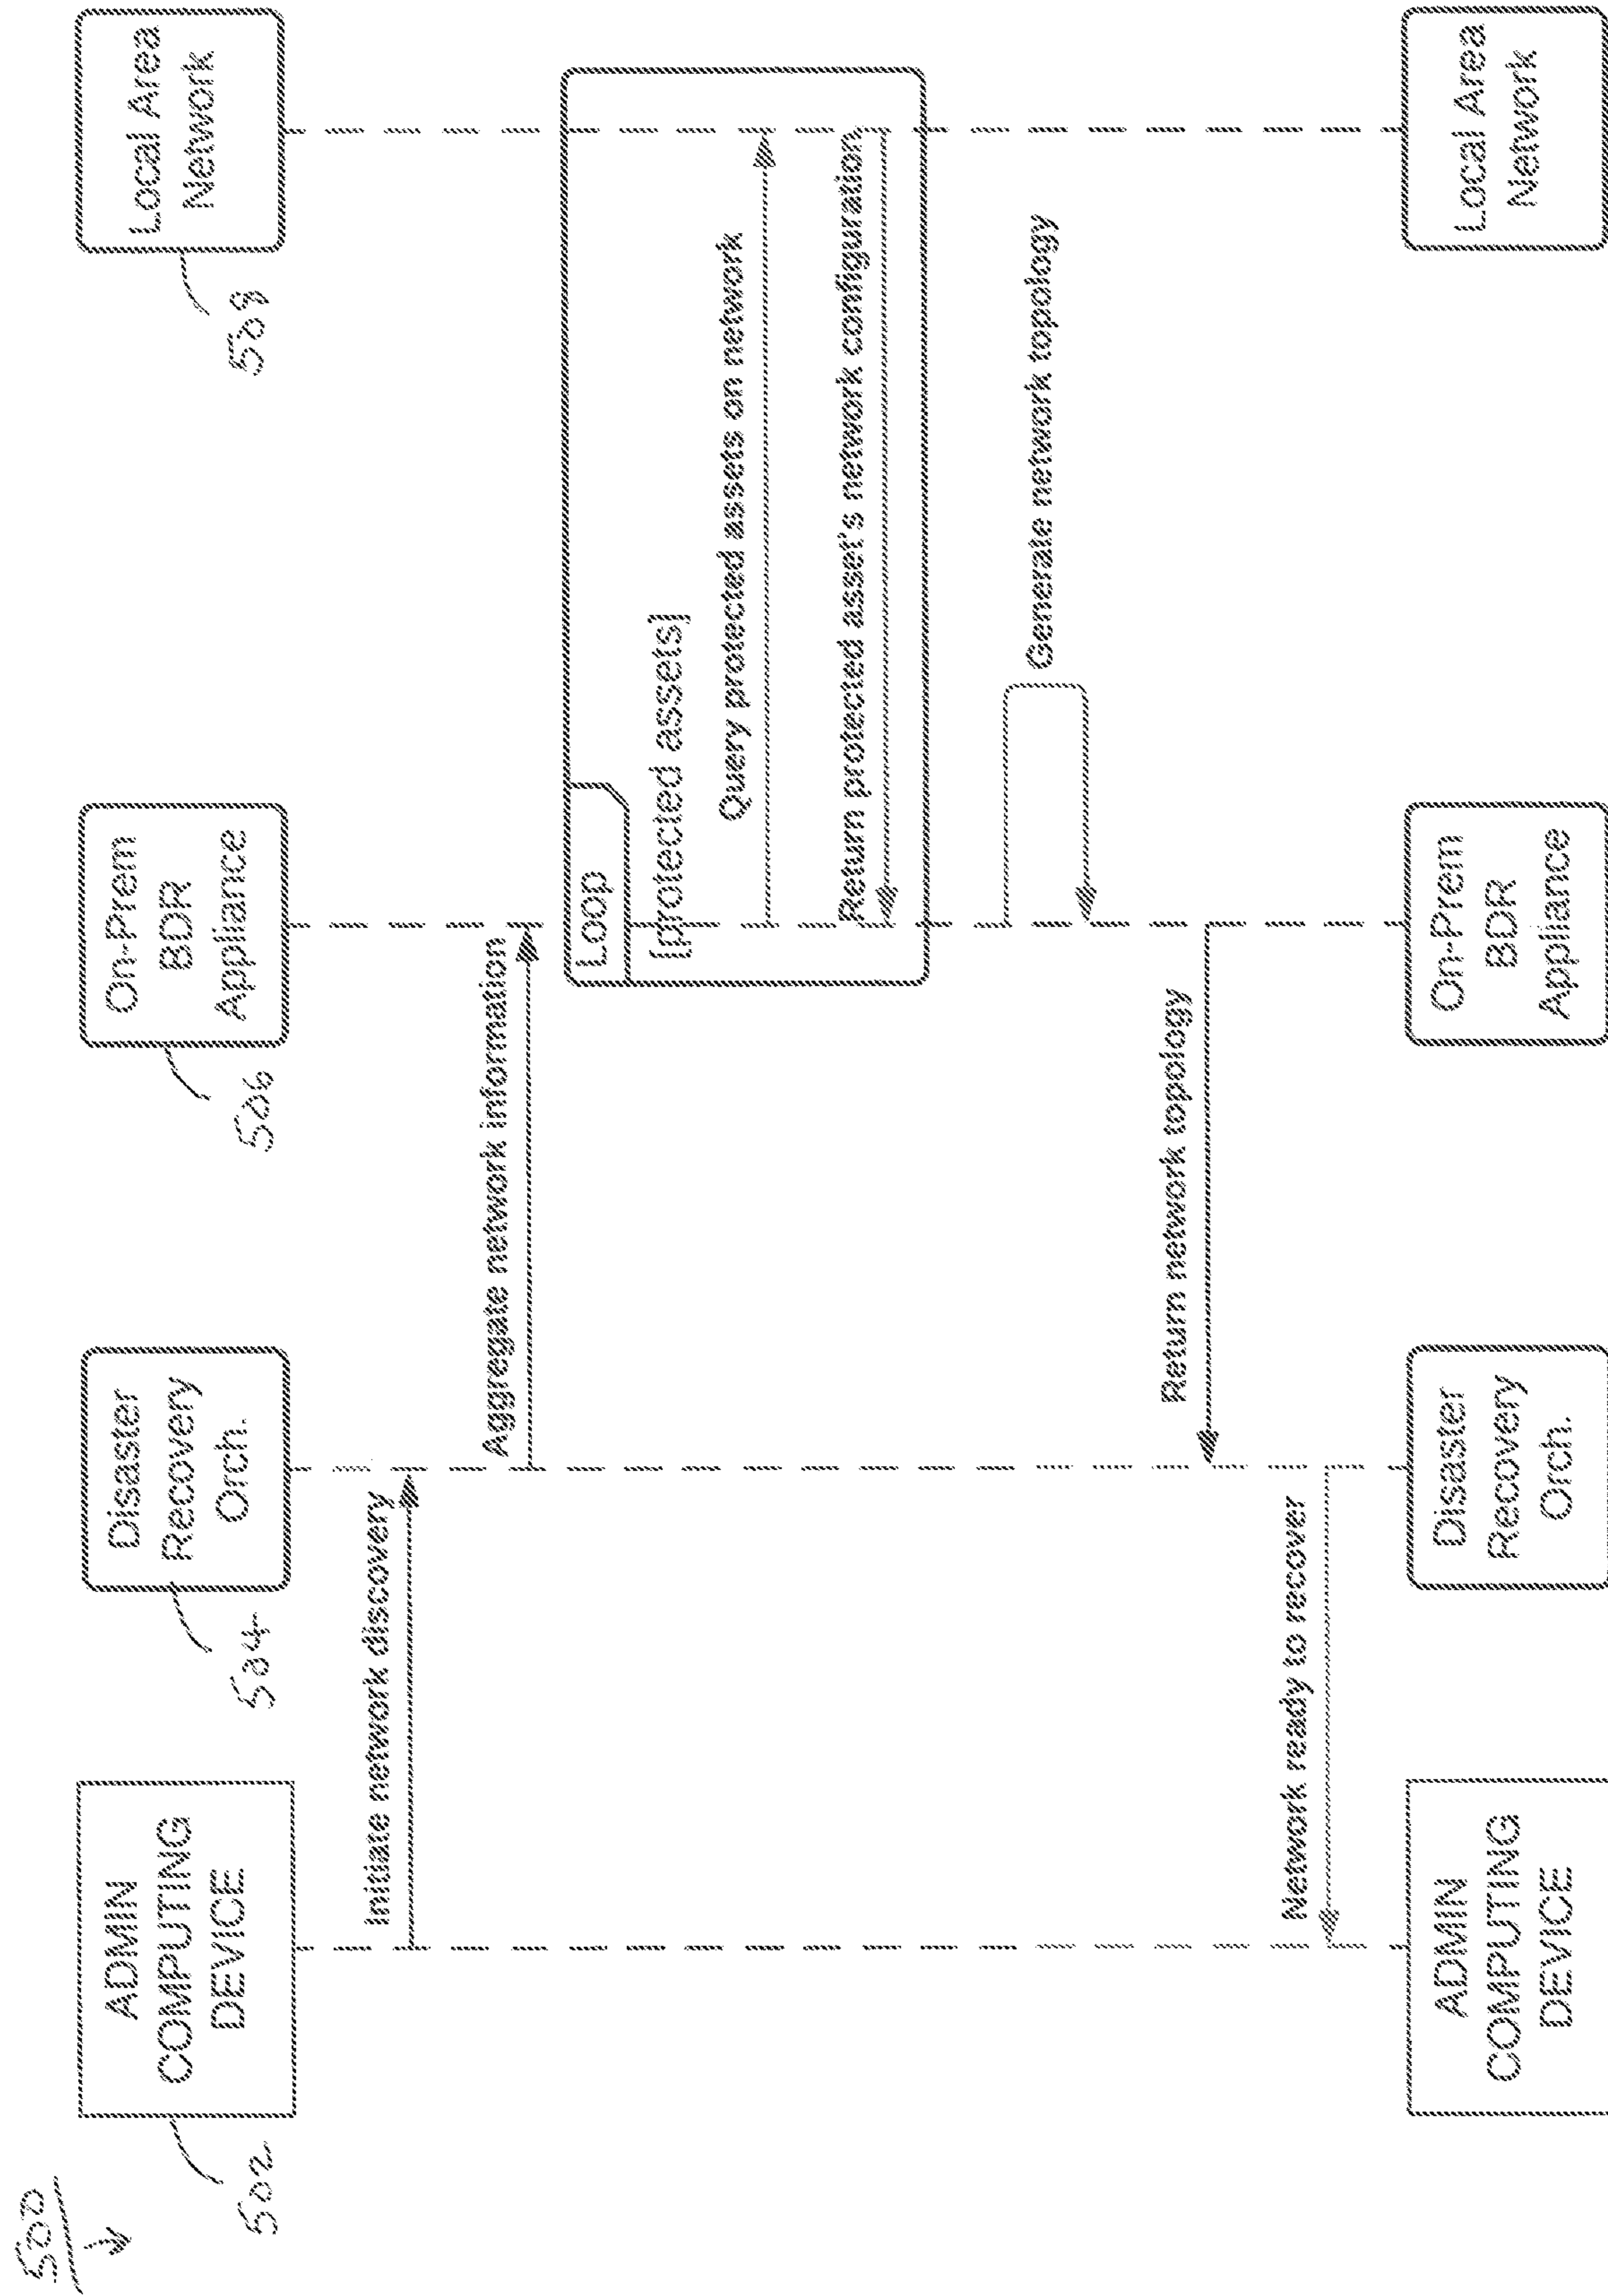 500
ADMIN
COMPUTING
DEVICE
502
Disaster
Recovery
Orch.
504
On-Prem
BDR
Appliance
506
Local Area
Network
508
Initiate network discovery
Aggregate network information
Loop
[protected assets]
Query protected assets on network
Return protected asset's network configuration
Generate network topology
Return network topology
Network ready to recover
ADMIN
COMPUTING
DEVICE
Disaster
Recovery
Orch.
On-Prem
BDR
Appliance
Local Area
Network